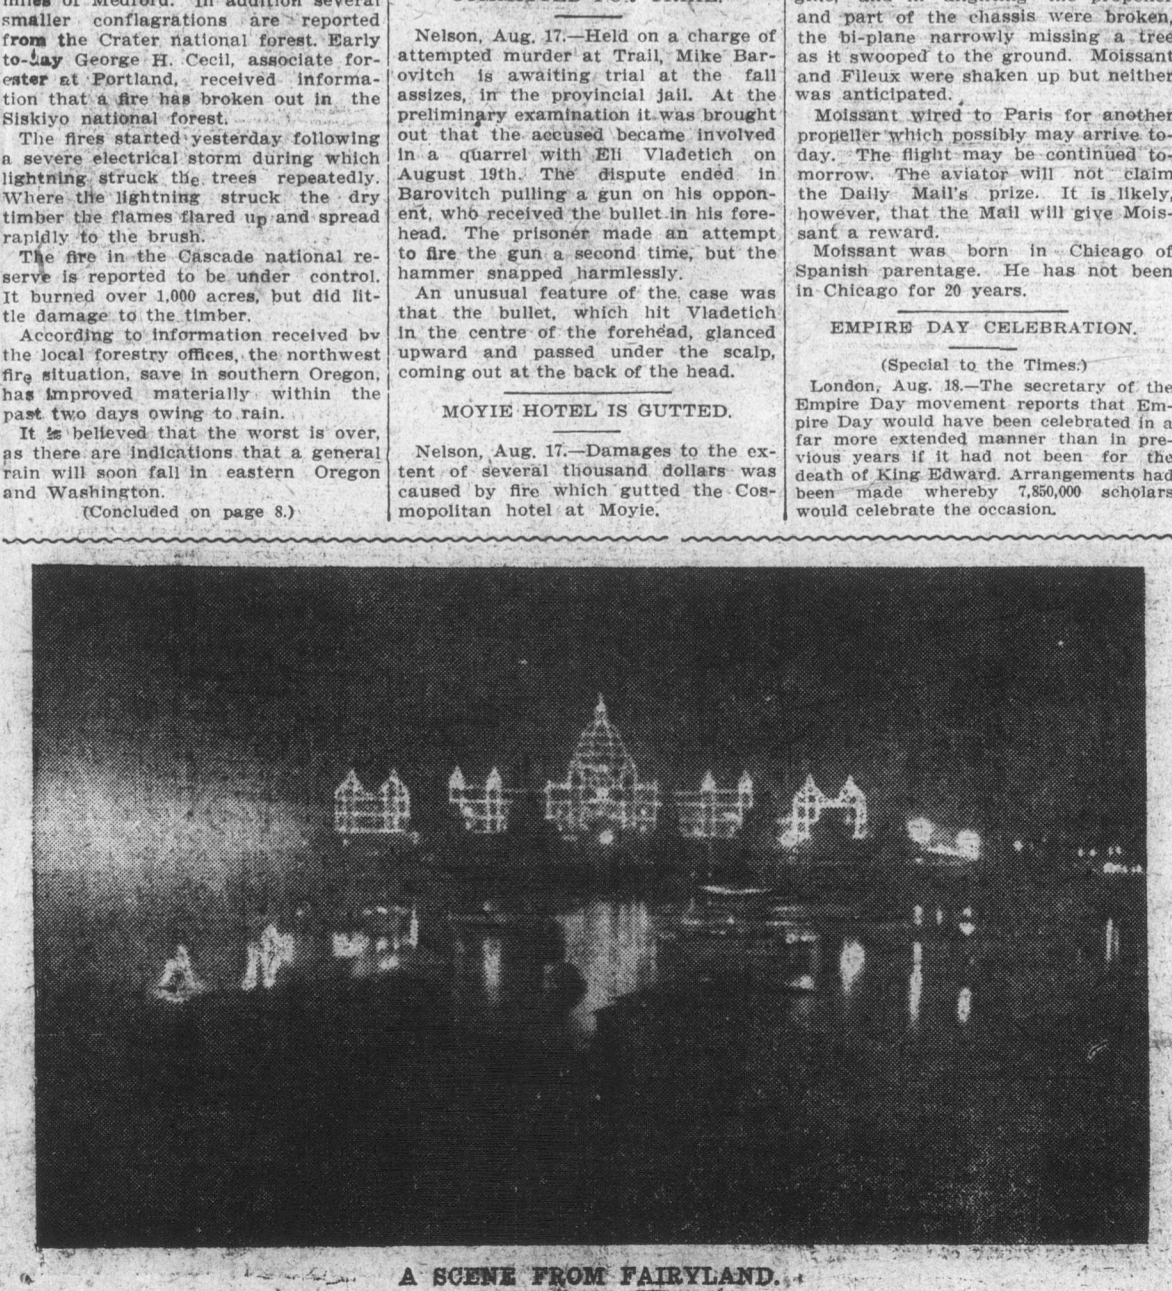 miles of Medford. In addition several
smaller conflagrations are reported
from the Crater national forest. Early
to-day George H. Cecil, associate for-
ester at Portland, received informa-
tion that a fire has broken out in the
Siskiyo national forest.
The fires started yesterday following
a severe electrical storm during which
lightning struck the trees repeatedly.
Where the lightning struck the dry
timber the flames flared up and spread
rapidly to the brush.
The fire in the Cascade national re-
serve is reported to be under control.
It burned over 1,000 acres, but did lit-
tle damage to the timber.
According to information received by
the local forestry offices, the northwest
fire situation, save in southern Oregon,
has improved materially within the
past two days owing to rain.
It is believed that the worst is over,
as there are indications that a general
rain will soon fall in eastern Oregon
and Washington.
(Concluded on page 8.)
Nelson, Aug. 17.—Held on a charge of
attempted murder at Trail, Mike Bar-
ovitch is awaiting trial at the fall
assizes, in the provincial jail. At the
preliminary examination it was brought
out that the accused became involved
in a quarrel with Eli Vladetich on
August 19th. The dispute ended in
Barovitch pulling a gun on his oppon-
ent, who received the bullet in his fore-
head. The prisoner made an attempt
to fire the gun a second time, but the
hammer snapped harmlessly.
An unusual feature of the case was
that the bullet, which hit Vladetich
in the centre of the forehead, glanced
upward and passed under the scalp,
coming out at the back of the head.
MOYIE HOTEL IS GUTTED.
Nelson, Aug. 17.—Damages to the ex-
tent of several thousand dollars was
caused by fire which gutted the Cos-
mopolitan hotel at Moyie.
and part of the chassis were broken,
the bi-plane narrowly missing a tree
as it swooped to the ground. Moissant
and Fileux were shaken up but neither
was anticipated.
Moissant wired to Paris for another
propeller which possibly may arrive to-
day. The flight may be continued to-
morrow. The aviator will not claim
the Daily Mail's prize. It is likely,
however, that the Mail will give Mois-
sant a reward.
Moissant was born in Chicago of
Spanish parentage. He has not been
in Chicago for 20 years.
EMPIRE DAY CELEBRATION.
(Special to the Times.)
London, Aug. 18.—The secretary of the
Empire Day movement reports that Em-
pire Day would have been celebrated in a
far more extended manner than in pre-
vious years if it had not been for the
death of King Edward. Arrangements had
been made whereby 7,850,000 scholars
would celebrate the occasion.
A SCENE FROM FAIRYLAND.